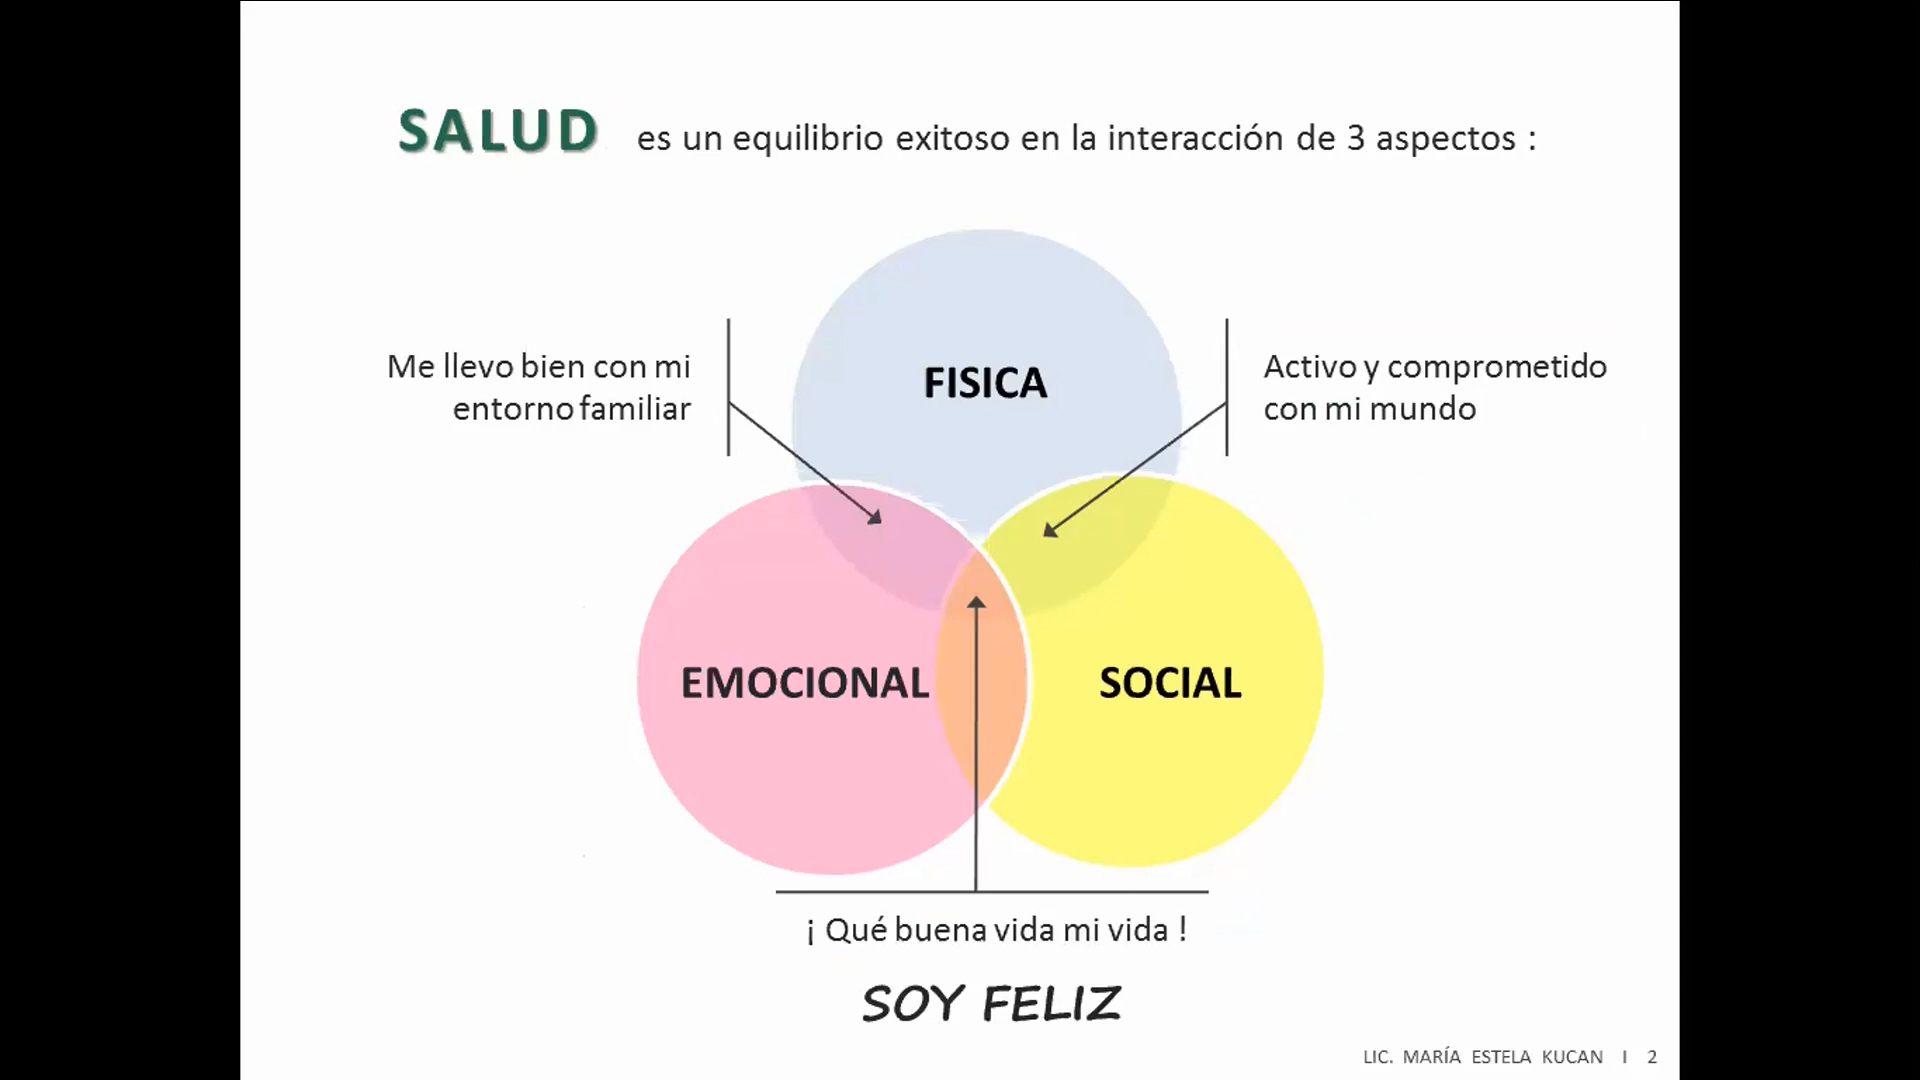 SALUD es un equilibrio exitoso en la interacción de 3 aspectos :
FISICA
Me llevo bien con mi
entorno familiar
Activo y comprometido
con mi mundo
EMOCIONAL
SOCIAL
¡ Qué buena vida mi vida !
SOY FELIZ
LIC. MARÍA ESTELA KUCAN I 2